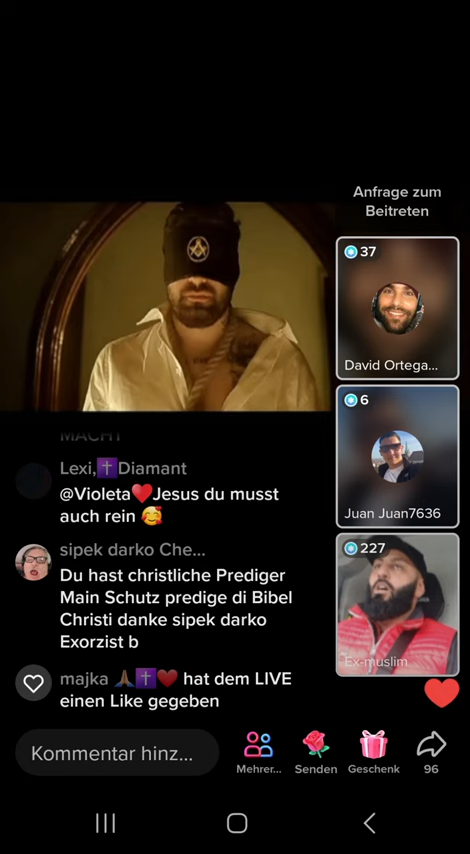 Anfrage zum
Beitreten
37
David Ortega...
6
Juan Juan7636
227
Ex-muslim
MACHT
Lexi,✝️Diamant
@Violeta❤️Jesus du musst
auch rein 🥰
sipek darko Che...
Du hast christliche Prediger
Main Schutz predige di Bibel
Christi danke sipek darko
Exorzist b
majka 🙏🏽✝️❤️ hat dem LIVE
einen Like gegeben
Kommentar hinz...
Mehrer...
Senden
Geschenk
96